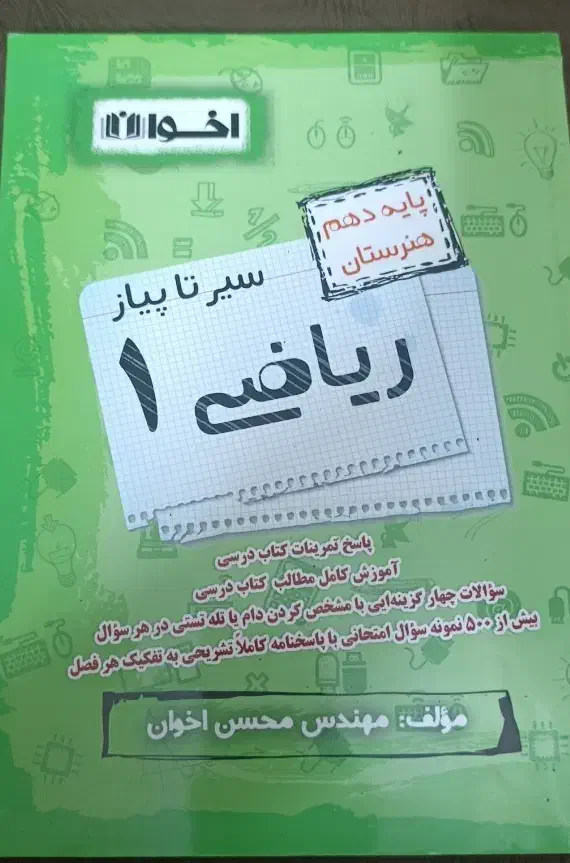 اخوان
پایه دهم
هنرستان
سیر تا پیاز
ریاضی ۱
پاسخ تمرینات کتاب درسی
آموزش کامل مطالب کتاب درسی
سؤالات چهار گزینه‌ایی با مشخص کردن دام یا تله تستی در هر سؤال
بیش از ۵۰۰ نمونه سؤال امتحانی با پاسخنامه کاملاً تشریحی به تفکیک هر فصل
مؤلف: مهندس محسن اخوان